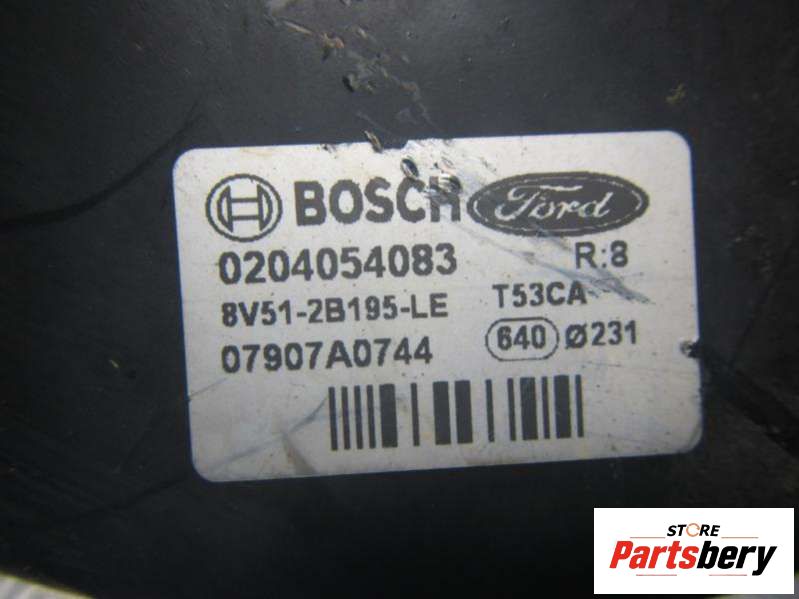 BOSCH Ford
0204054083 R:8
8V51-2B195-LE T53CA
07907A0744 640 Ø231
STORE
Partsbery